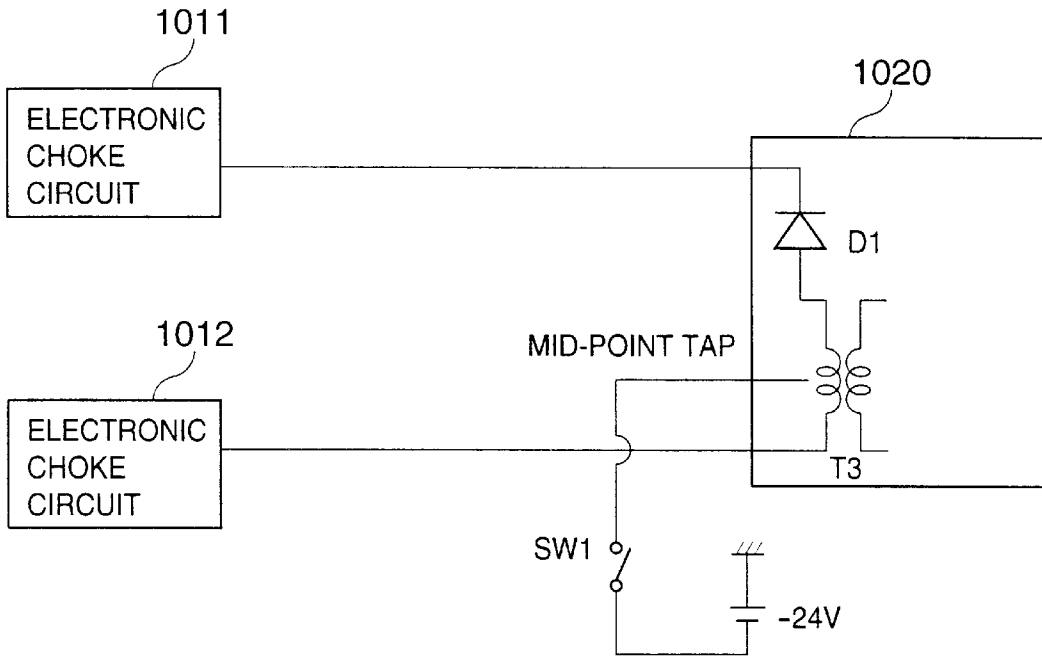 1011
ELECTRONIC
CHOKE
CIRCUIT
1020
D1
1012
MID-POINT TAP
ELECTRONIC
CHOKE
CIRCUIT
T3
SW1
-24V